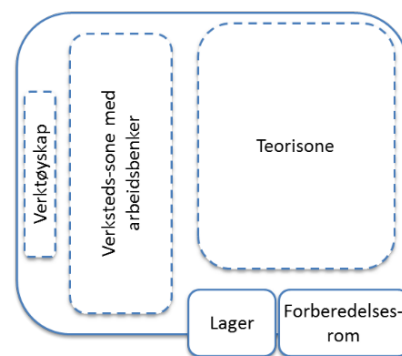 Verktøyskap
Verksteds-sone med
arbeidsbenker
Teorisone
Lager
Forberedelses-
rom